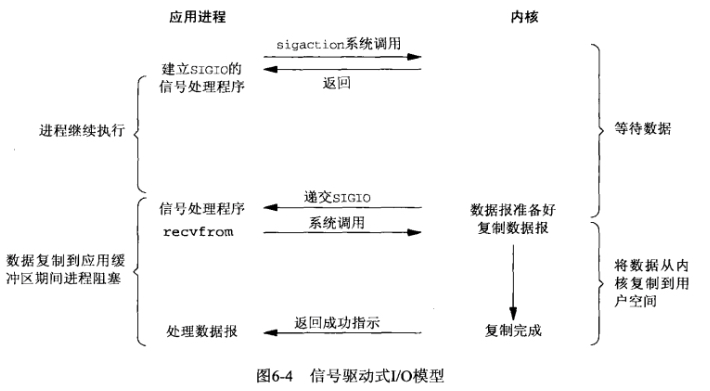 应用进程
内核
sigaction系统调用
建立SIGIO的
信号处理程序
返回
进程继续执行
等待数据
递交SIGIO
信号处理程序
数据报准备好
系统调用
recvfrom
复制数据报
数据复制到应用缓
冲区期间进程阻塞
将数据从内
核复制到用
户空间
返回成功指示
处理数据报
复制完成
图6-4 信号驱动式I/O模型